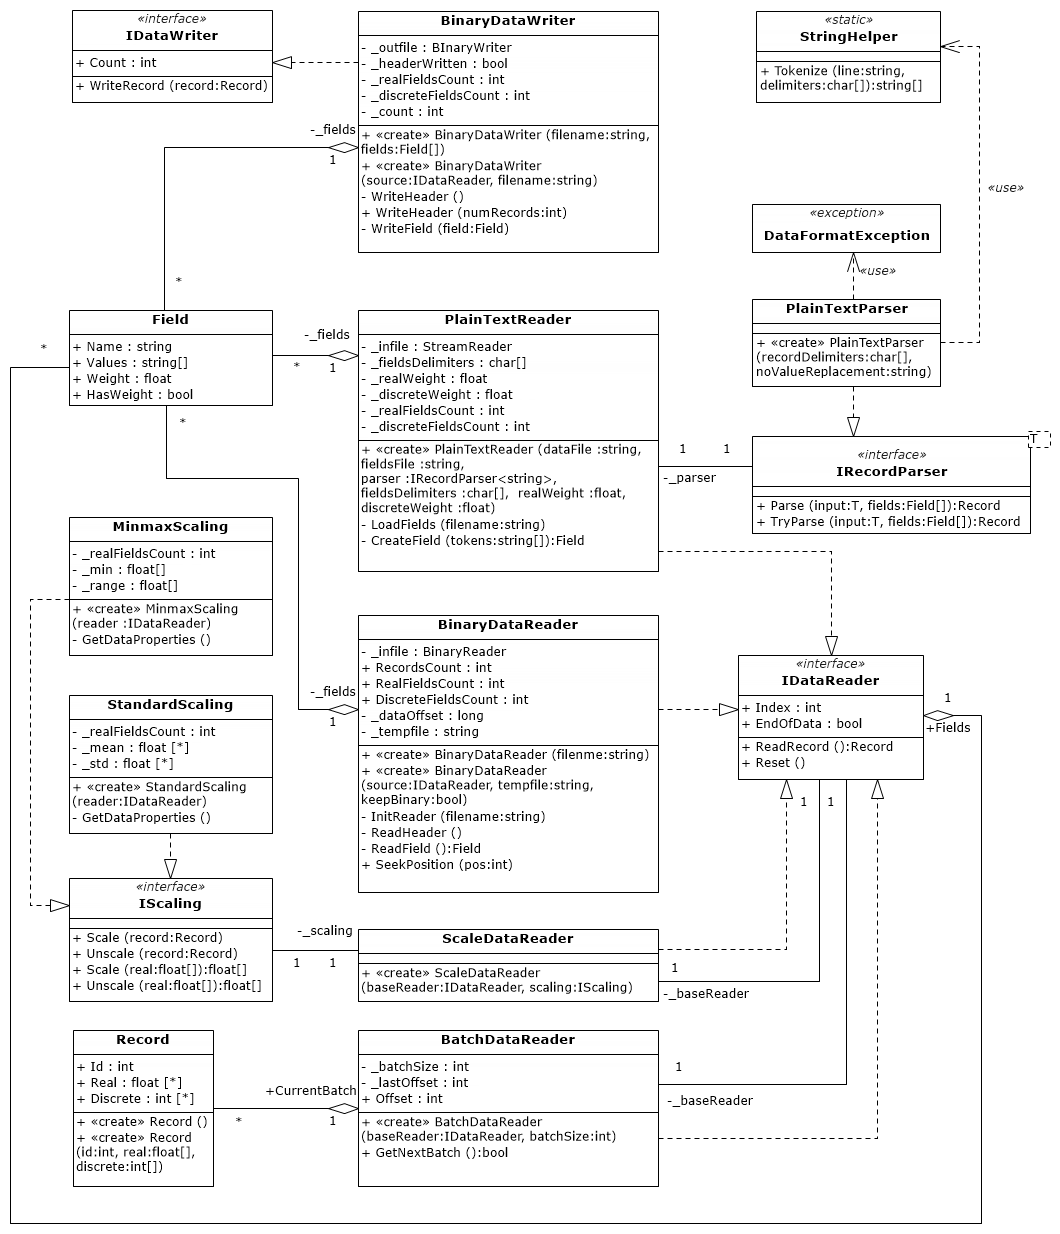 «interface»
IDataWriter
+ Count : int
+ WriteRecord (record:Record)
BinaryDataWriter
- _outfile : BInaryWriter
- _headerWritten : bool
- _realFieldsCount : int
- _discreteFieldsCount : int
- _count : int
+ «create» BinaryDataWriter (filename:string,
fields:Field[])
+ «create» BinaryDataWriter
(source:IDataReader, filename:string)
- WriteHeader ()
+ WriteHeader (numRecords:int)
- WriteField (field:Field)
«static»
StringHelper
+ Tokenize (line:string,
delimiters:char[]):string[]
-_fields
1
*
«use»
«exception»
DataFormatException
«use»
Field
+ Name : string
+ Values : string[]
+ Weight : float
+ HasWeight : bool
*
*
-_fields
*
1
PlainTextReader
- _infile : StreamReader
- _fieldsDelimiters : char[]
- _realWeight : float
- _discreteWeight : float
- _realFieldsCount : int
- _discreteFieldsCount : int
+ «create» PlainTextReader (dataFile :string,
fieldsFile :string,
parser :IRecordParser<string>,
fieldsDelimiters :char[], realWeight :float,
discreteWeight :float)
- LoadFields (filename:string)
- CreateField (tokens:string[]):Field
PlainTextParser
+ «create» PlainTextParser
(recordDelimiters:char[],
noValueReplacement:string)
1
1
-_parser
T
«interface»
IRecordParser
+ Parse (input:T, fields:Field[]):Record
+ TryParse (input:T, fields:Field[]):Record
MinmaxScaling
- _realFieldsCount : int
- _min : float[]
- _range : float[]
+ «create» MinmaxScaling
(reader :IDataReader)
- GetDataProperties ()
BinaryDataReader
- _infile : BinaryReader
+ RecordsCount : int
+ RealFieldsCount : int
+ DiscreteFieldsCount : int
- _dataOffset : long
- _tempfile : string
+ «create» BinaryDataReader (filenme:string)
+ «create» BinaryDataReader
(source:IDataReader, tempfile:string,
keepBinary:bool)
- InitReader (filename:string)
- ReadHeader ()
- ReadField ():Field
+ SeekPosition (pos:int)
-_fields
1
«interface»
IDataReader
+ Index : int
+ EndOfData : bool
+ ReadRecord ():Record
+ Reset ()
1
+Fields
1
1
StandardScaling
- _realFieldsCount : int
- _mean : float [*]
- _std : float [*]
+ «create» StandardScaling
(reader:IDataReader)
- GetDataProperties ()
«interface»
IScaling
+ Scale (record:Record)
+ Unscale (record:Record)
+ Scale (real:float[]):float[]
+ Unscale (real:float[]):float[]
-_scaling
1
1
ScaleDataReader
+ «create» ScaleDataReader
(baseReader:IDataReader, scaling:IScaling)
1
-_baseReader
Record
+ Id : int
+ Real : float [*]
+ Discrete : int [*]
+ «create» Record ()
+ «create» Record
(id:int, real:float[],
discrete:int[])
+CurrentBatch
*
1
BatchDataReader
- _batchSize : int
- _lastOffset : int
+ Offset : int
+ «create» BatchDataReader
(baseReader:IDataReader, batchSize:int)
+ GetNextBatch ():bool
1
-_baseReader